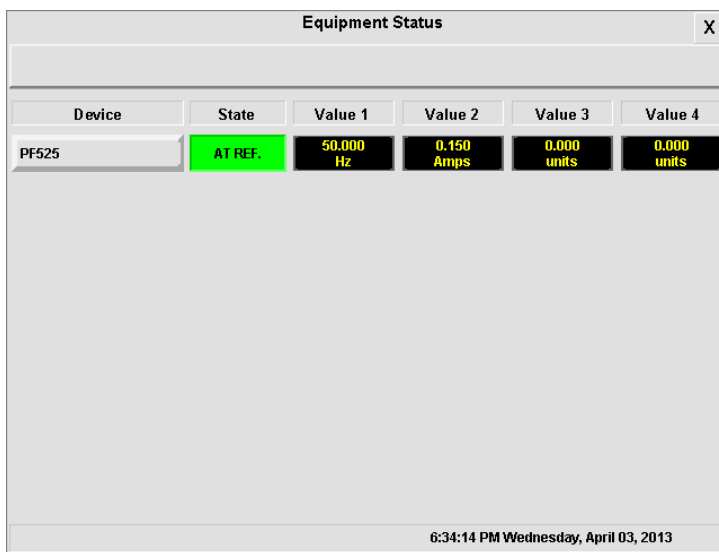 Equipment Status
X
Device State Value 1 Value 2 Value 3 Value 4
PF525 AT REF. 50.000 Hz 0.150 Amps 0.000 units 0.000 units
6:34:14 PM Wednesday, April 03, 2013